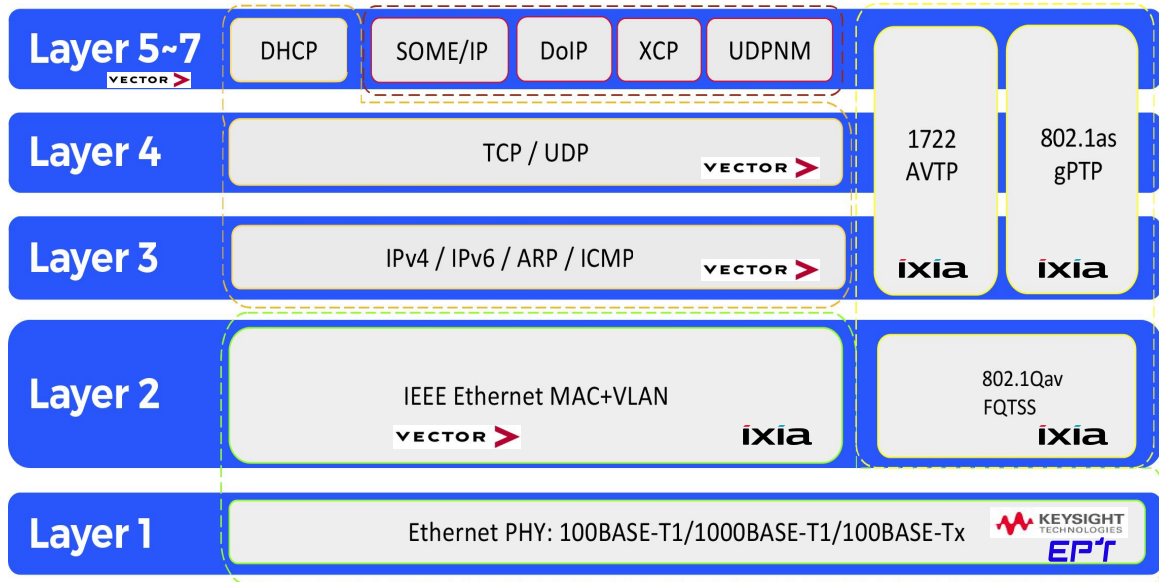 Layer 5~7
VECTOR
DHCP
SOME/IP
DoIP
XCP
UDPNM
Layer 4
TCP / UDP
VECTOR
1722
AVTP
802.1as
gPTP
Layer 3
IPv4 / IPv6 / ARP / ICMP
VECTOR
ixia
ixia
Layer 2
IEEE Ethernet MAC+VLAN
VECTOR
ixia
802.1Qav
FQTSS
ixia
Layer 1
Ethernet PHY: 100BASE-T1/1000BASE-T1/100BASE-Tx
KEYSIGHT
TECHNOLOGIES
EPT